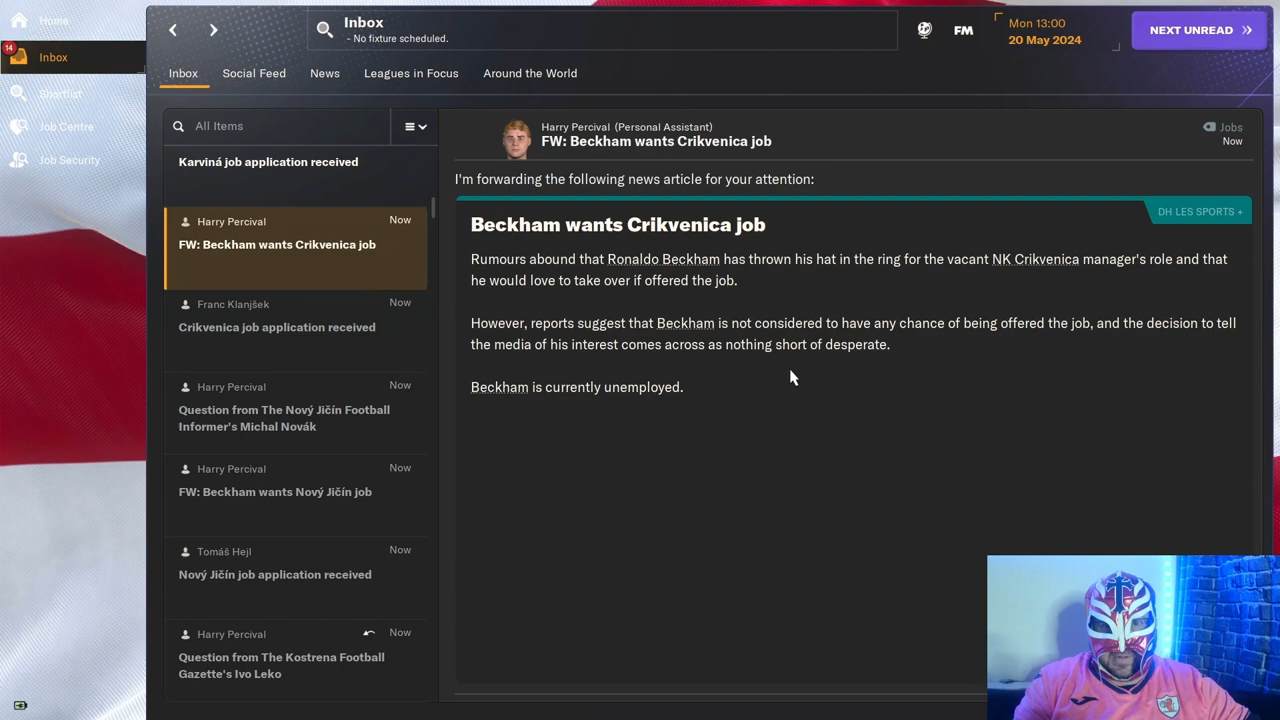 Home
14
Inbox
Shortlist
Job Centre
Job Security
Inbox
- No fixture scheduled.
FM
Mon 13:00
20 May 2024
NEXT UNREAD
Inbox
Social Feed
News
Leagues in Focus
Around the World
All Items
Karviná job application received
Harry Percival
Now
FW: Beckham wants Crikvenica job
Franc Klanjšek
Now
Crikvenica job application received
Harry Percival
Now
Question from The Nový Jičín Football
Informer's Michal Novák
Harry Percival
Now
FW: Beckham wants Nový Jičín job
Tomáš Hejl
Now
Nový Jičín job application received
Harry Percival
Now
Question from The Kostrena Football
Gazette's Ivo Leko
Harry Percival (Personal Assistant)
FW: Beckham wants Crikvenica job
Jobs
Now
I'm forwarding the following news article for your attention:
DH LES SPORTS +
Beckham wants Crikvenica job
Rumours abound that Ronaldo Beckham has thrown his hat in the ring for the vacant NK Crikvenica manager's role and that
he would love to take over if offered the job.
However, reports suggest that Beckham is not considered to have any chance of being offered the job, and the decision to tell
the media of his interest comes across as nothing short of desperate.
Beckham is currently unemployed.